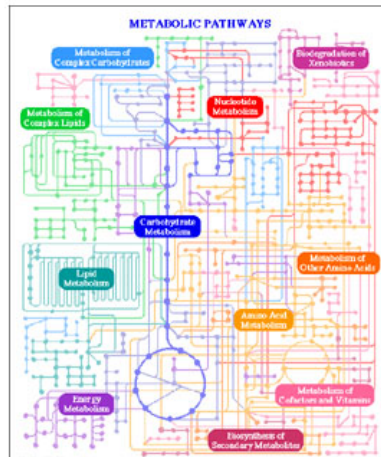 METABOLIC PATHWAYS
Metabolism of
Complex Carbohydrates
Biodegradation of
Xenobiotics
Nucleotide
Metabolism
Metabolism of
Complex Lipids
Carbohydrate
Metabolism
Metabolism of
Other Amino Acids
Lipid
Metabolism
Amino Acid
Metabolism
Metabolism of
Cofactors and Vitamins
Energy
Metabolism
Biosynthesis of
Secondary Metabolites